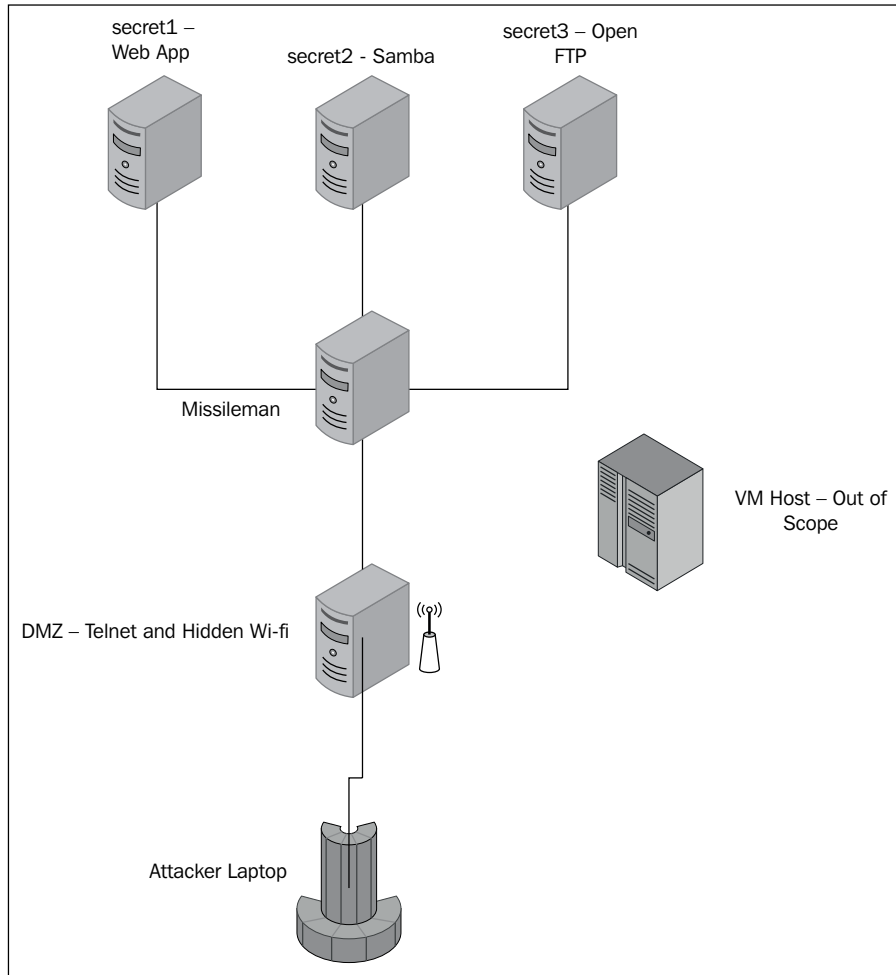 secret1 –
Web App
secret2 - Samba
secret3 – Open
FTP
Missileman
VM Host – Out of
Scope
DMZ – Telnet and Hidden Wi-fi
Attacker Laptop